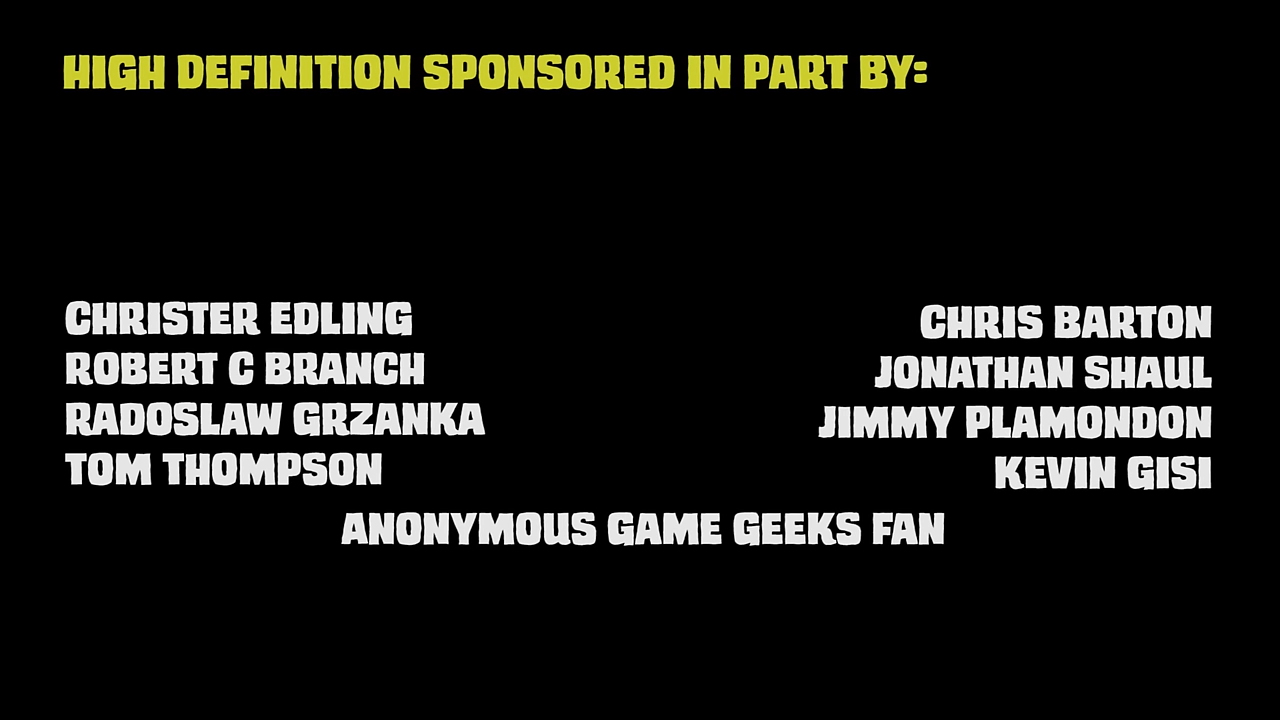 HIGH DEFINITION SPONSORED IN PART BY:
CHRISTER EDLING
ROBERT C BRANCH
RADOSLAW GRZANKA
TOM THOMPSON
CHRIS BARTON
JONATHAN SHAUL
JIMMY PLAMONDON
KEVIN GISI
ANONYMOUS GAME GEEKS FAN